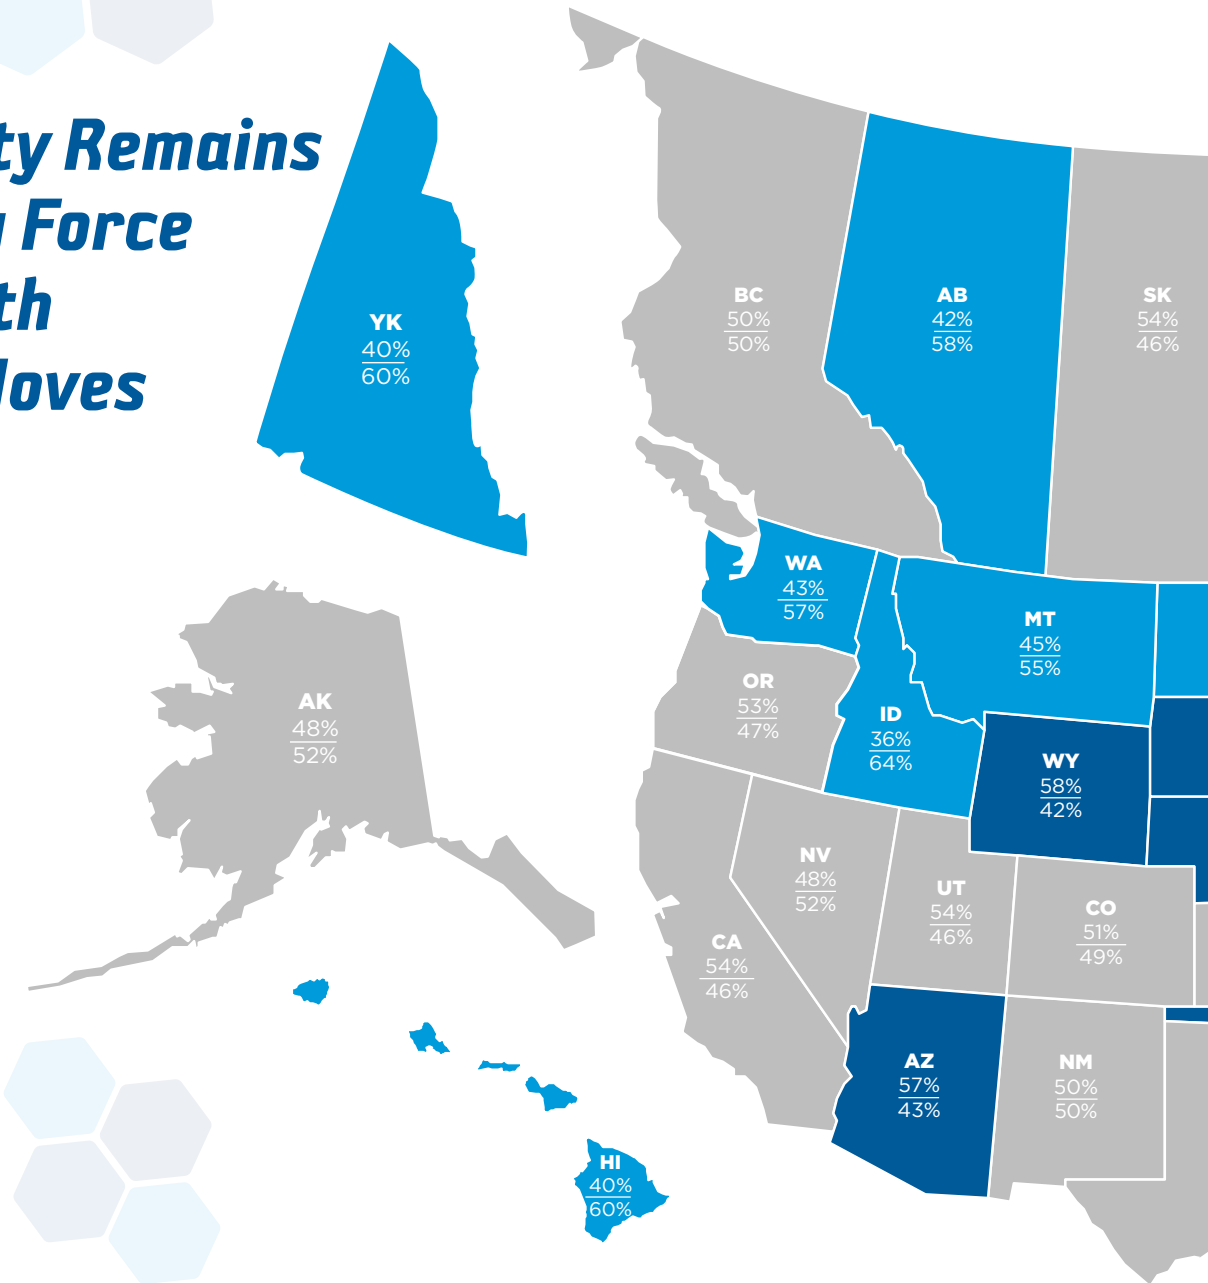 ty Remains
Force
th
loves
YK
40%
60%
BC
50%
50%
AB
42%
58%
SK
54%
46%
WA
43%
57%
MT
45%
55%
OR
53%
47%
ID
36%
64%
WY
58%
42%
AK
48%
52%
NV
48%
52%
UT
54%
46%
CO
51%
49%
CA
54%
46%
AZ
57%
43%
NM
50%
50%
HI
40%
60%